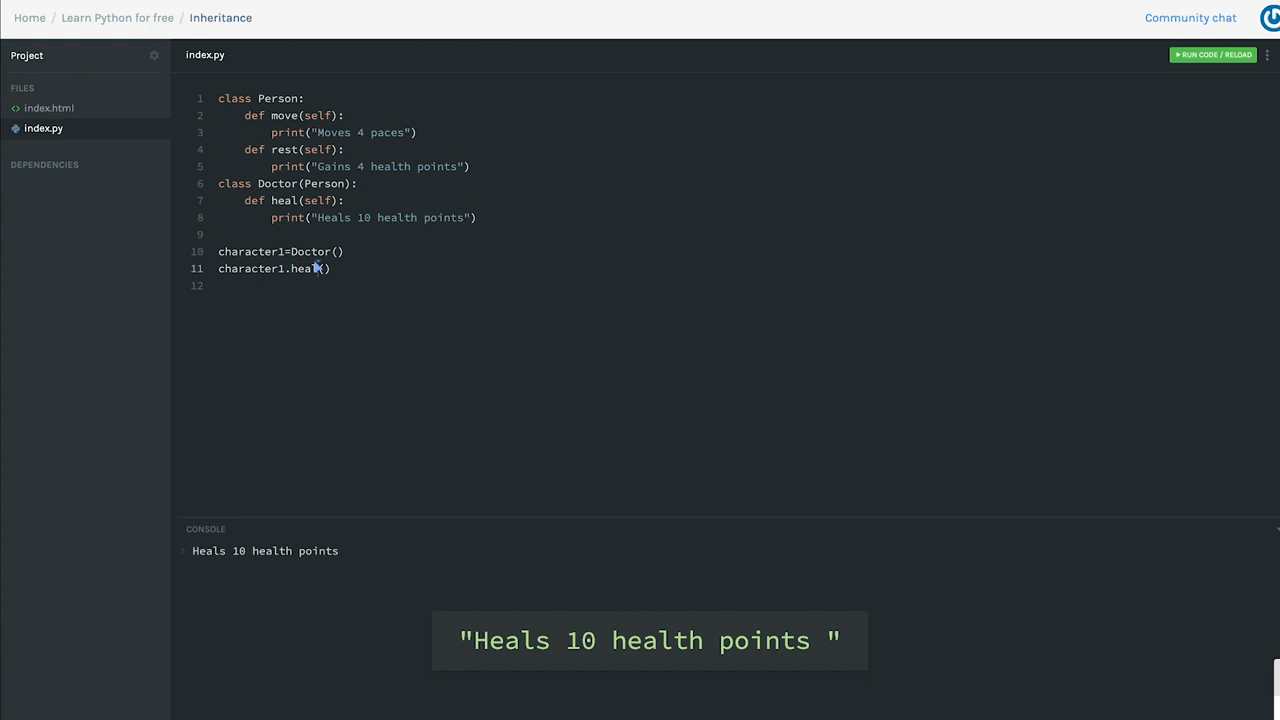 Home / Learn Python for free / Inheritance
Community chat
Project
index.py
RUN CODE / RELOAD
FILES
<> index.html
index.py
DEPENDENCIES
1 class Person:
2     def move(self):
3         print("Moves 4 paces")
4     def rest(self):
5         print("Gains 4 health points")
6 class Doctor(Person):
7     def heal(self):
8         print("Heals 10 health points")
9
10 character1=Doctor()
11 character1.heal()
12
CONSOLE
› Heals 10 health points
"Heals 10 health points "